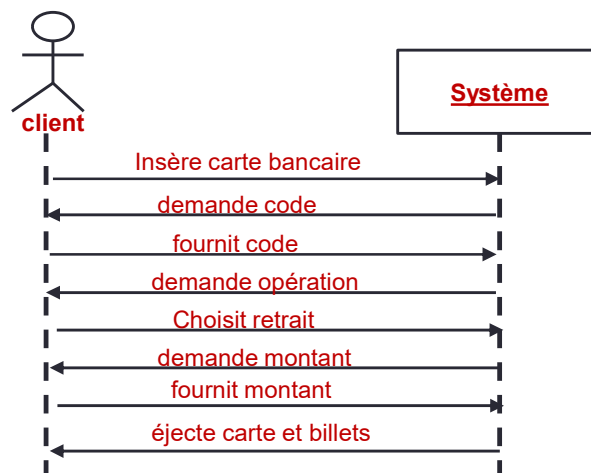 client
Système
Insère carte bancaire
demande code
fournit code
demande opération
Choisit retrait
demande montant
fournit montant
éjecte carte et billets